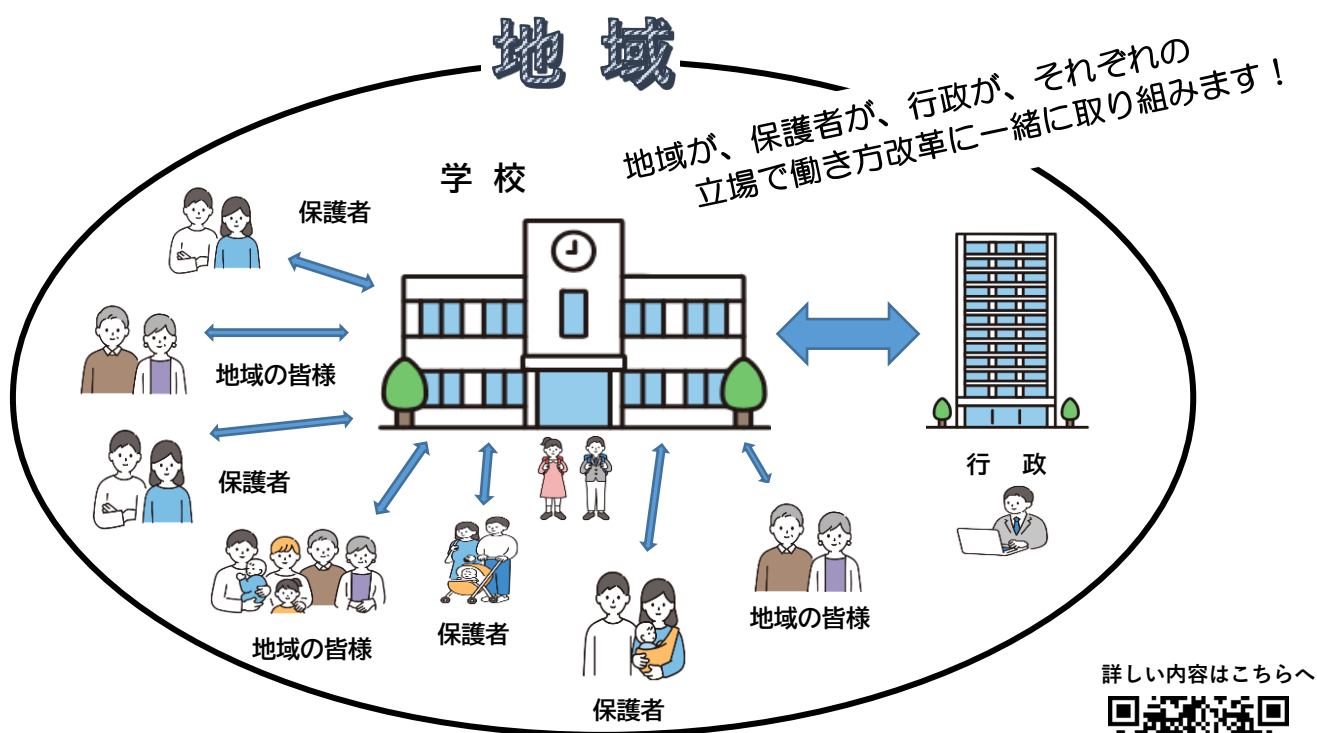 地 域
地域が、保護者が、行政が、それぞれの
立場で働き方改革に一緒に取り組みます！
学 校
保護者
地域の皆様
保護者
地域の皆様
保護者
保護者
地域の皆様
行 政
詳しい内容はこちらへ